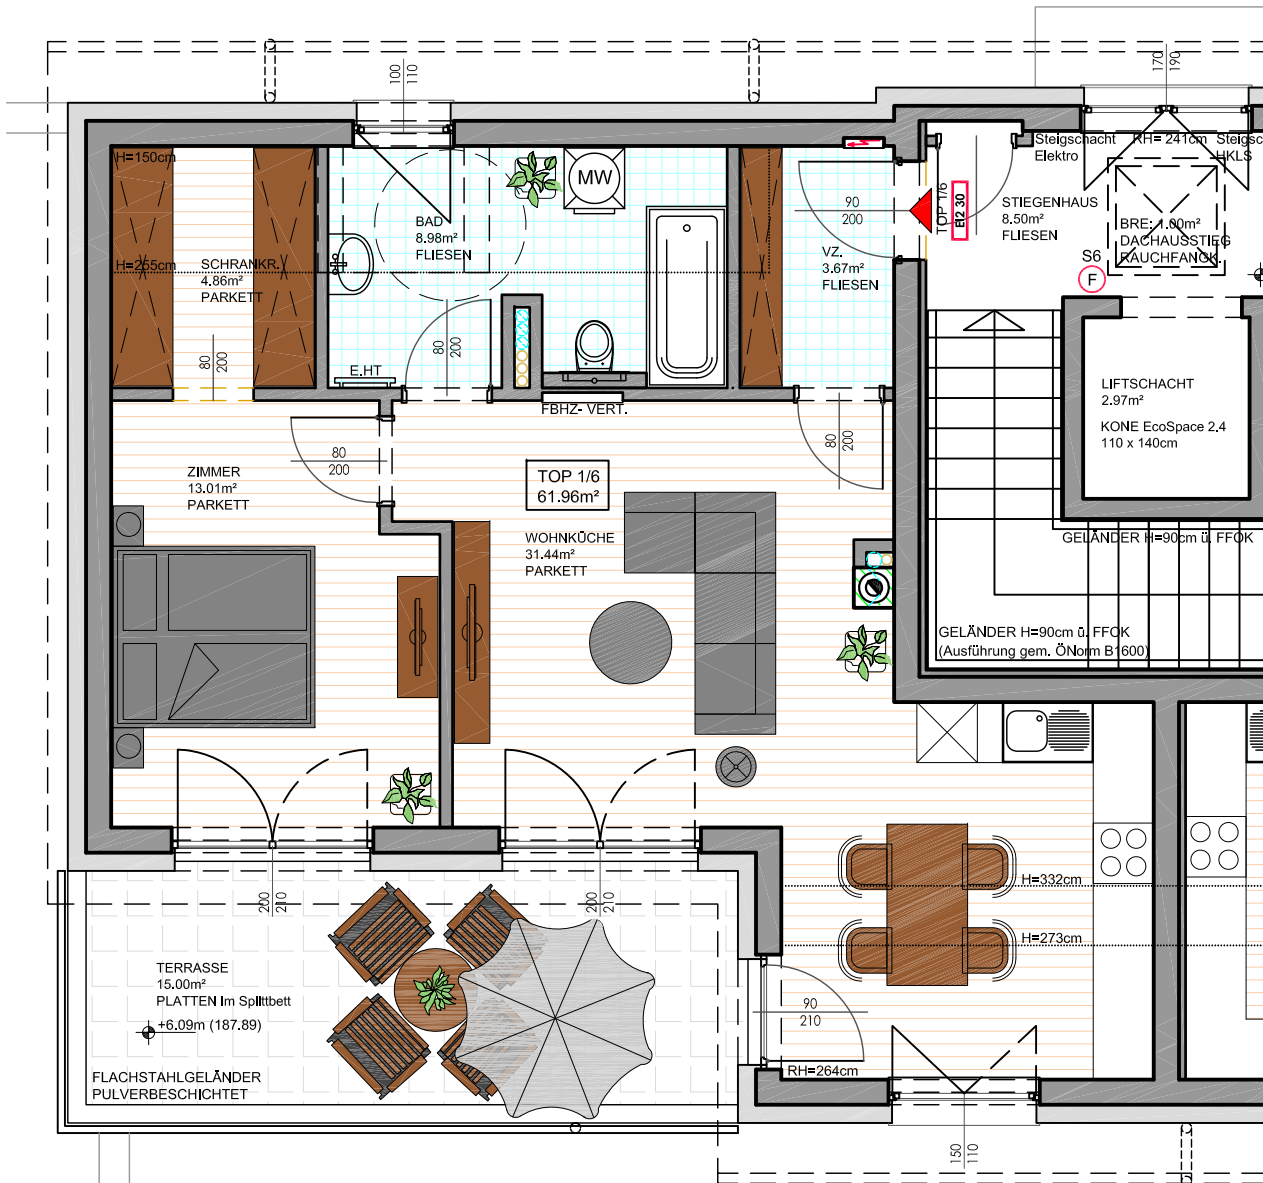 100
110
170
190
H=150cm
MW
Steigschacht
Elektro
RH= 241cm
HKLS
BAD
8.98m²
FLIESEN
90
200
TOP 1/6
EI2 30
STIEGENHAUS
8.50m²
FLIESEN
BRE: 1.00m²
DACHAUSSTIEG
RAUCHFANGK.
H=255cm
SCHRANKR.
4.86m²
PARKETT
VZ.
3.67m²
FLIESEN
S6
F
80
200
80
200
E.HT
FBHZ- VERT.
LIFTSCHACHT
2.97m²
KONE EcoSpace 2.4
110 x 140cm
80
200
80
200
ZIMMER
13.01m²
PARKETT
TOP 1/6
61.96m²
WOHNKÜCHE
31.44m²
PARKETT
GELÄNDER H=90cm ü. FFOK
GELÄNDER H=90cm ü. FFOK
(Ausführung gem. ÖNorm B1600)
200
210
200
210
H=332cm
H=273cm
TERRASSE
15.00m²
PLATTEN im Splittbett
+6.09m (187.89)
90
210
RH=264cm
FLACHSTAHLGELÄNDER
PULVERBESCHICHTET
150
110